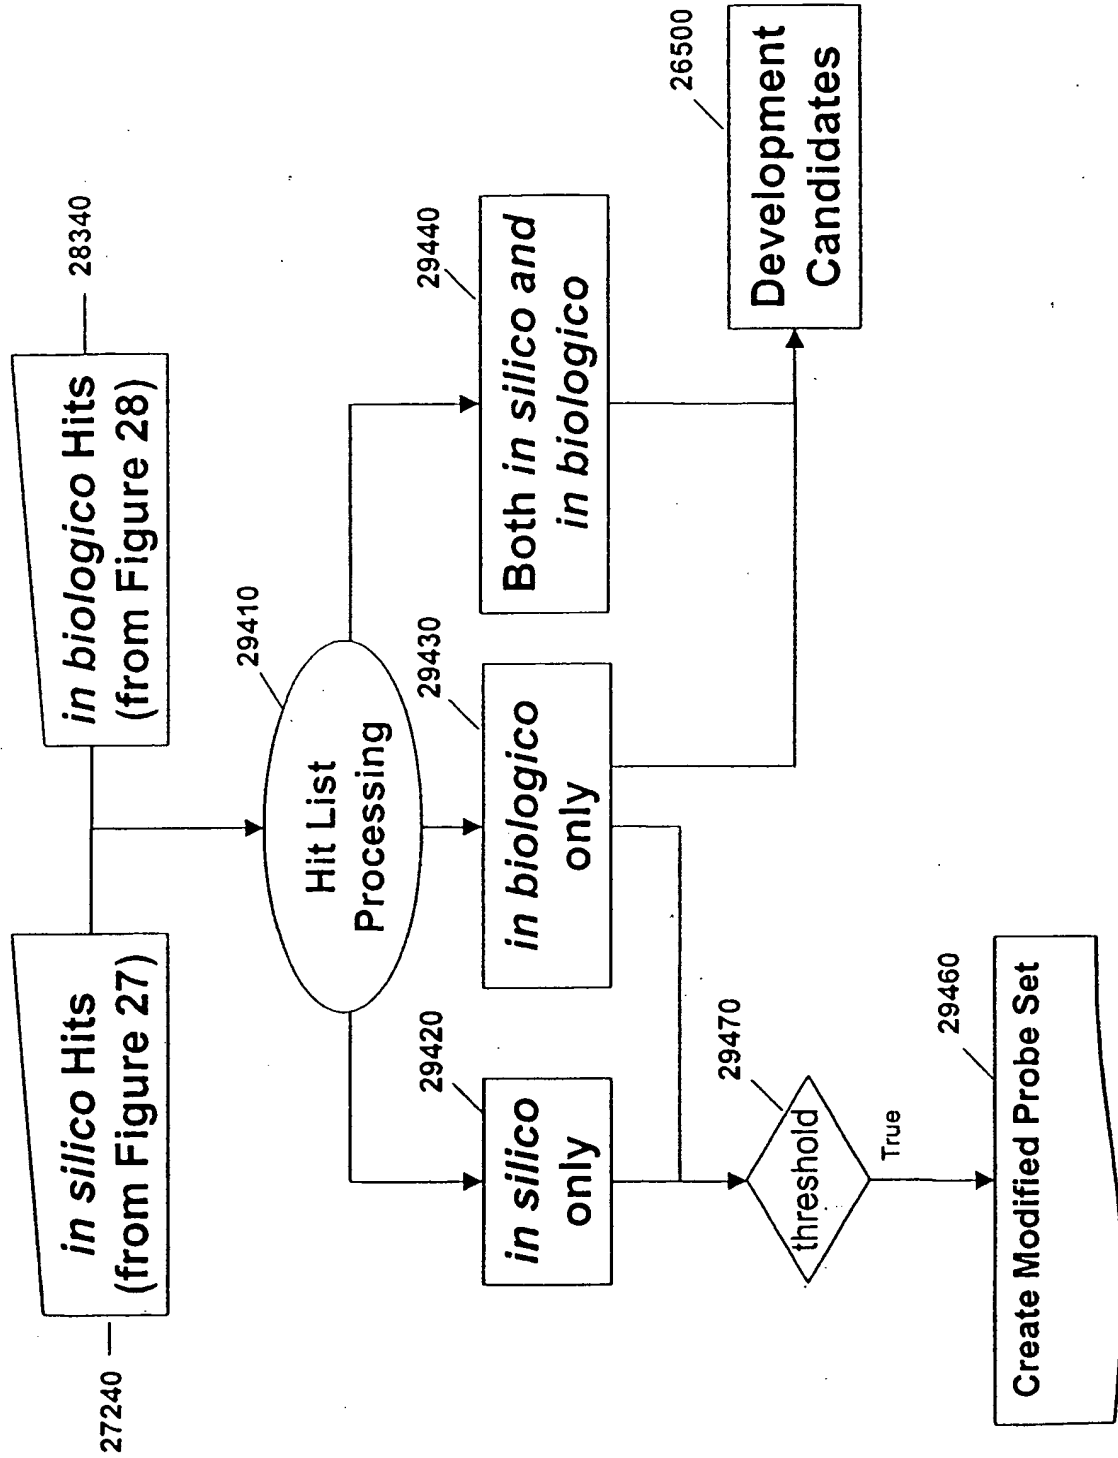 27240
in silico Hits
(from Figure 27)
in biologico Hits
(from Figure 28)
28340
29410
Hit List
Processing
29420
in silico
only
29430
in biologico
only
29440
Both in silico and
in biologico
29470
threshold
True
26500
Development
Candidates
29460
Create Modified Probe Set